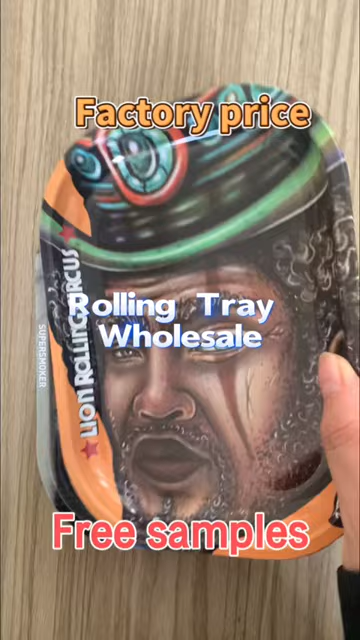 Factory price
LION ROLLING CIRCUS
Rolling Tray
Wholesale
SUPERSMOKER
Free samples